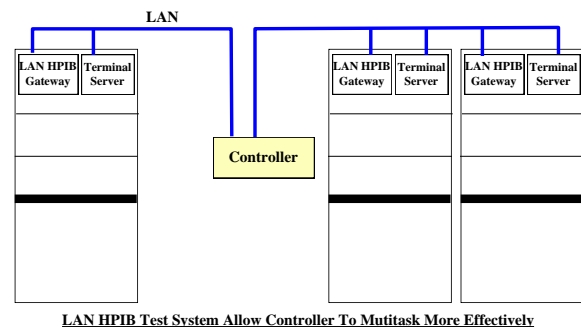 LAN
LAN HPIB
Gateway
Terminal
Server
LAN HPIB
Gateway
Terminal
Server
LAN HPIB
Gateway
Terminal
Server
Controller
LAN HPIB Test System Allow Controller To Mutitask More Effectively